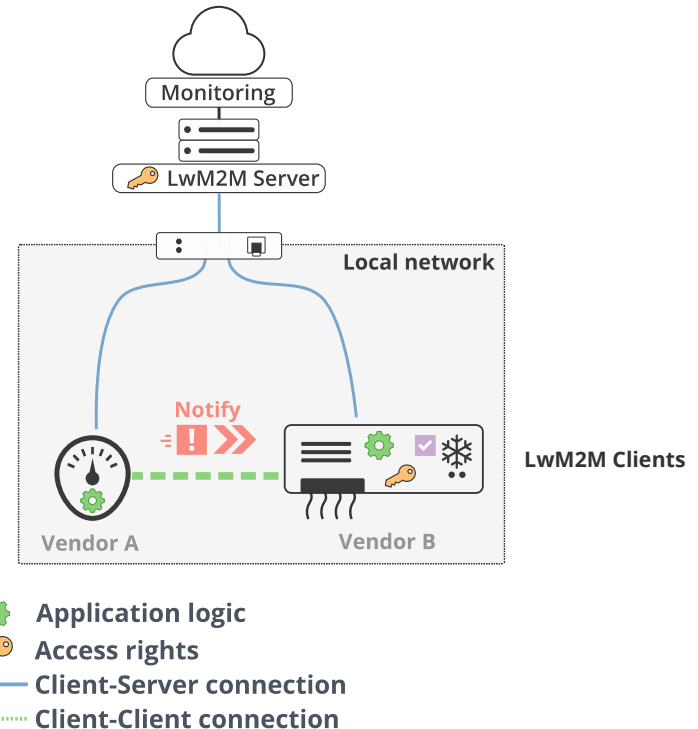 Monitoring
LwM2M Server
Local network
Notify
LwM2M Clients
Vendor A
Vendor B
Application logic
Access rights
Client-Server connection
Client-Client connection